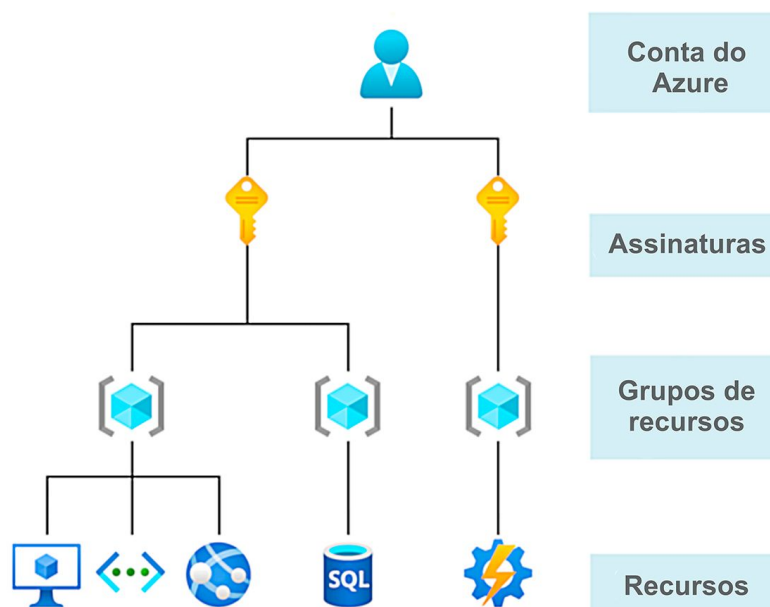 Conta do
Azure
Assinaturas
Grupos de
recursos
SQL
Recursos